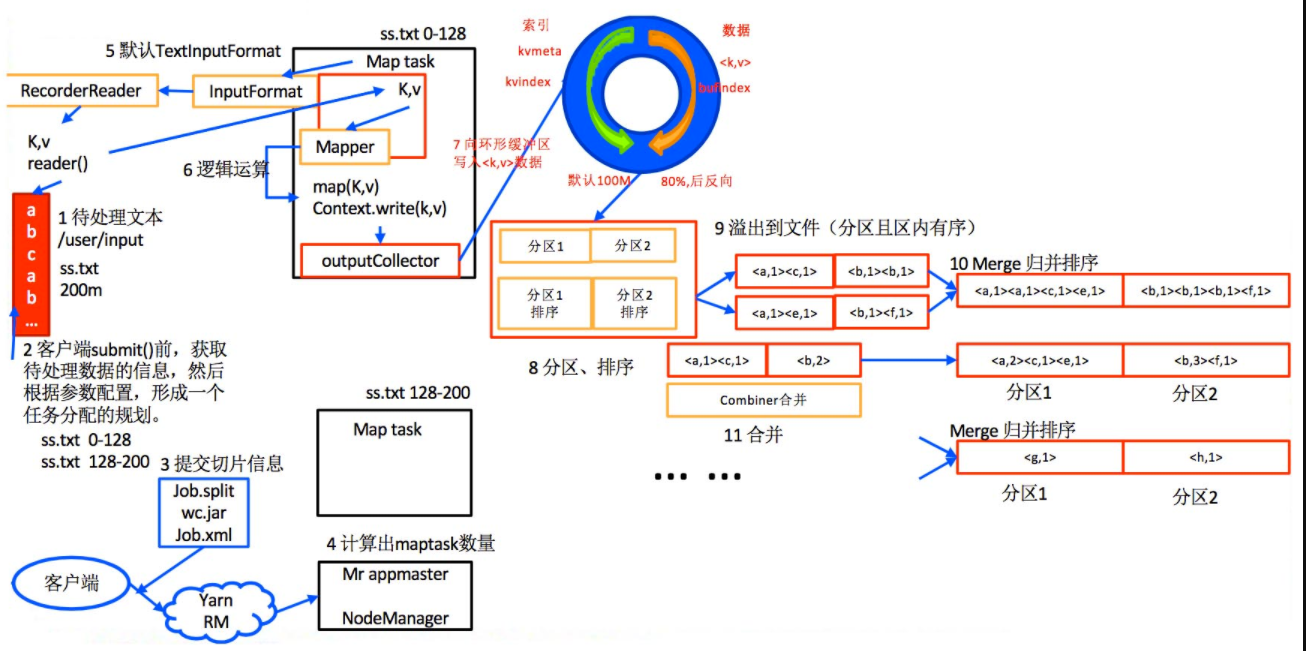 ss.txt 0-128
5 默认TextInputFormat
Map task
RecorderReader
InputFormat
K,v
K,v
reader()
Mapper
6 逻辑运算
map(K,v)
Context.write(k,v)
outputCollector
a
b
c
a
b
...
1 待处理文本
/user/input
ss.txt
200m
2 客户端submit()前，获取
待处理数据的信息，然后
根据参数配置，形成一个
任务分配的规划。
ss.txt 0-128
ss.txt 128-200
3 提交切片信息
Job.split
wc.jar
Job.xml
客户端
Yarn
RM
4 计算出maptask数量
Mr appmaster
NodeManager
ss.txt 128-200
Map task
索引
kvmeta
kvindex
数据
<k,v>
bufindex
7 向环形缓冲区
写入<k,v>数据
默认100M
80%,后反向
分区1
分区2
分区1
排序
分区2
排序
8 分区、排序
9 溢出到文件（分区且区内有序）
<a,1><c,1>
<b,1><b,1>
<a,1><e,1>
<b,1><f,1>
10 Merge 归并排序
<a,1><a,1><c,1><e,1>
<b,1><b,1><b,1><f,1>
<a,1><c,1>
<b,2>
Combiner合并
11 合并
<a,2><c,1><e,1>
<b,3><f,1>
分区1
分区2
Merge 归并排序
<g,1>
<h,1>
分区1
分区2
... ...